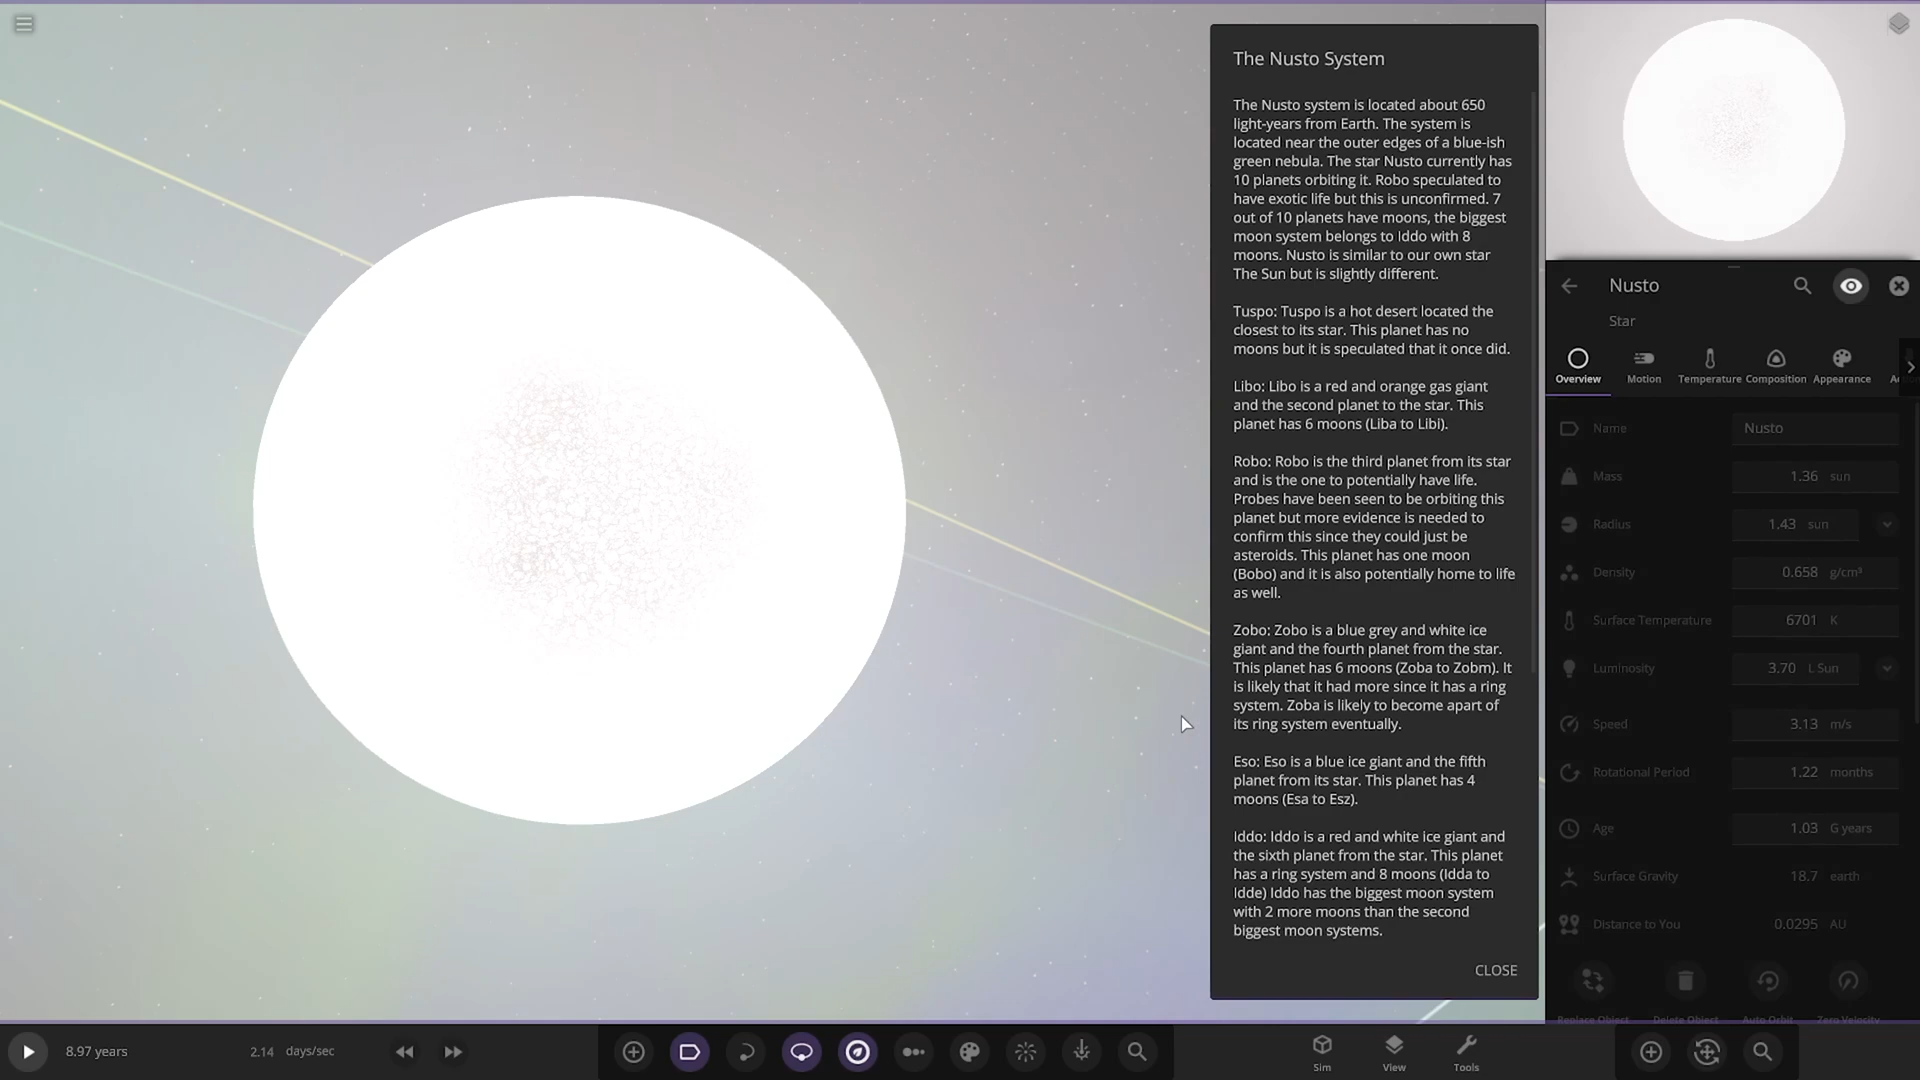 The Nusto System
The Nusto system is located about 650
light-years from Earth. The system is
located near the outer edges of a blue-ish
green nebula. The star Nusto currently has
10 planets orbiting it. Robo speculated to
have exotic life but this is unconfirmed. 7
out of 10 planets have moons, the biggest
moon system belongs to Iddo with 8
moons. Nusto is similar to our own star
The Sun but is slightly different.
Tuspo: Tuspo is a hot desert located the
closest to its star. This planet has no
moons but it is speculated that it once did.
Libo: Libo is a red and orange gas giant
and the second planet to the star. This
planet has 6 moons (Liba to Libi).
Robo: Robo is the third planet from its star
and is the one to potentially have life.
Probes have been seen to be orbiting this
planet but more evidence is needed to
confirm this since they could just be
asteroids. This planet has one moon
(Bobo) and it is also potentially home to life
as well.
Zobo: Zobo is a blue grey and white ice
giant and the fourth planet from the star.
This planet has 6 moons (Zoba to Zobm). It
is likely that it had more since it has a ring
system. Zoba is likely to become apart of
its ring system eventually.
Eso: Eso is a blue ice giant and the fifth
planet from its star. This planet has 4
moons (Esa to Esz).
Iddo: Iddo is a red and white ice giant and
the sixth planet from the star. This planet
has a ring system and 8 moons (Idda to
Idde) Iddo has the biggest moon system
with 2 more moons than the second
biggest moon systems.
CLOSE
Nusto
Star
Overview Motion Temperature Composition Appearance
Name Nusto
Mass 1.36 sun
Radius 1.43 sun
Density 0.658 g/cm³
Surface Temperature 6701 K
Luminosity 3.70 L Sun
Speed 3.13 m/s
Rotational Period 1.22 months
Age 1.03 G years
Surface Gravity 18.7 earth
Distance to You 0.0295 AU
Replace Object Delete Object Auto Orbit Zero Velocity
8.97 years 2.14 days/sec Sim View Tools